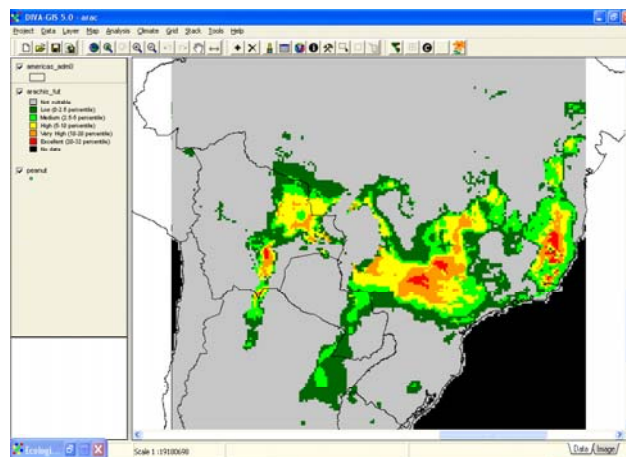 DIVA-GIS 5.0 - arac
Project Data Layer Map Analysis Climate Grid Stack Tools Help
americas_adm0
arachis_fut
Not suitable
Low (0-2.5 percentile)
Medium (2.5-5 percentile)
High (5-10 percentile)
Very High (10-20 percentile)
Excellent (20-32 percentile)
No data
peanut
Ecologi...
Scale 1 :19180698
Data
Image